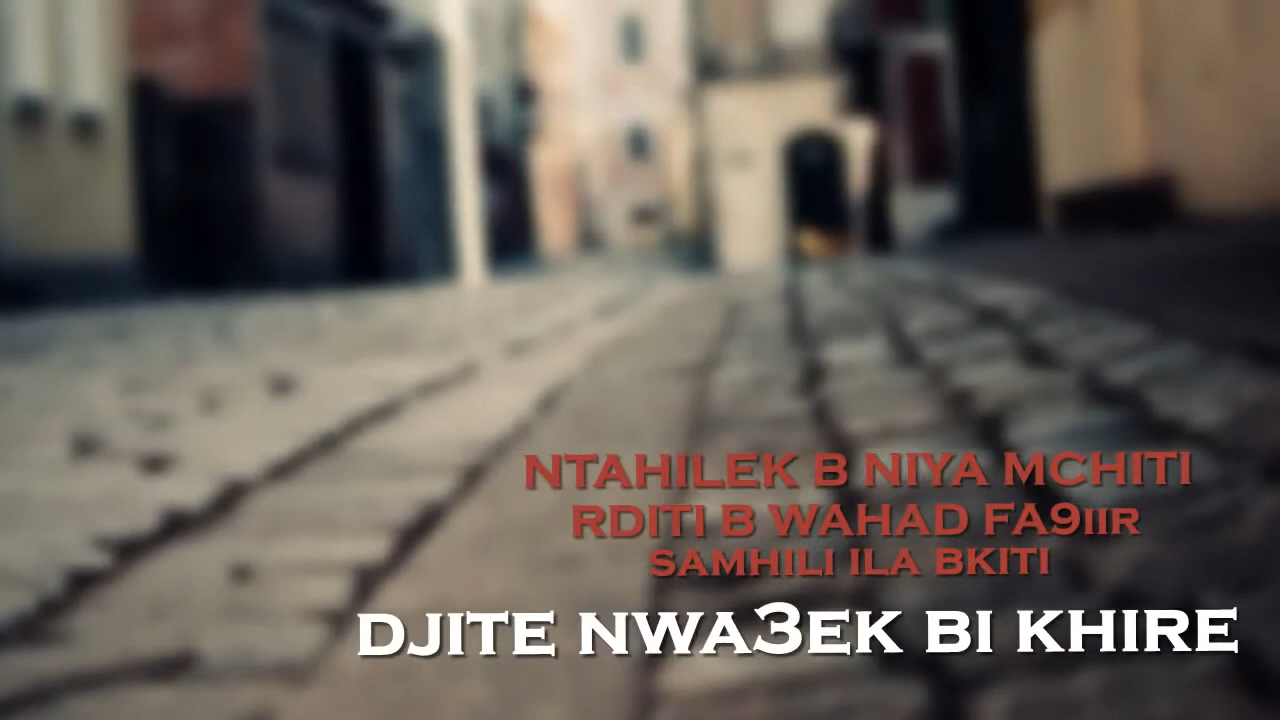 NTAHILEK B NIYA MCHITI
RDITI B WAHAD FA9IIR
SAMHILI ILA BKITI
DJITE NWA3EK BI KHIRE